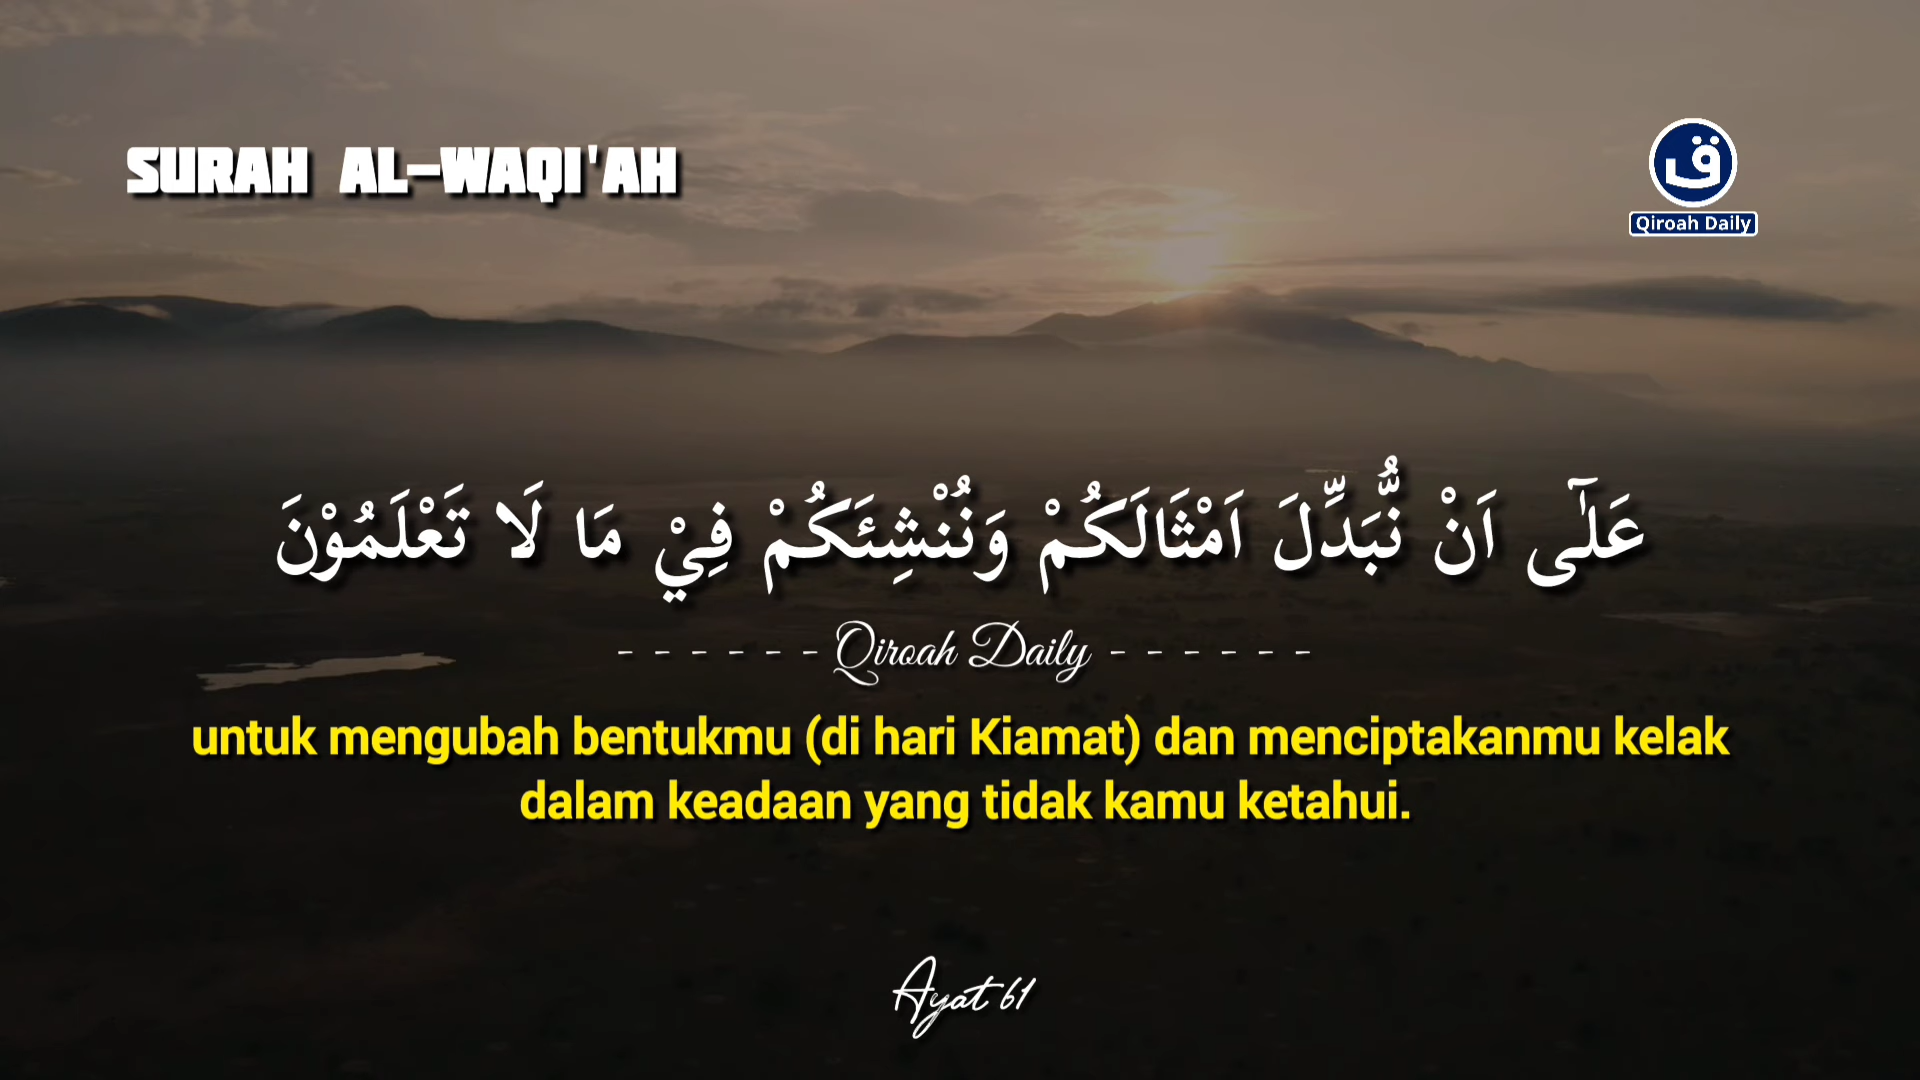 SURAH AL-WAQI'AH
ق
Qiroah Daily
عَلٰٓى اَنْ نُّبَدِّلَ اَمْثَالَكُمْ وَنُنْشِئَكُمْ فِيْ مَا لَا تَعْلَمُوْنَ
- - - - - - Qiroah Daily - - - - - -
untuk mengubah bentukmu (di hari Kiamat) dan menciptakanmu kelak
dalam keadaan yang tidak kamu ketahui.
Ayat 61